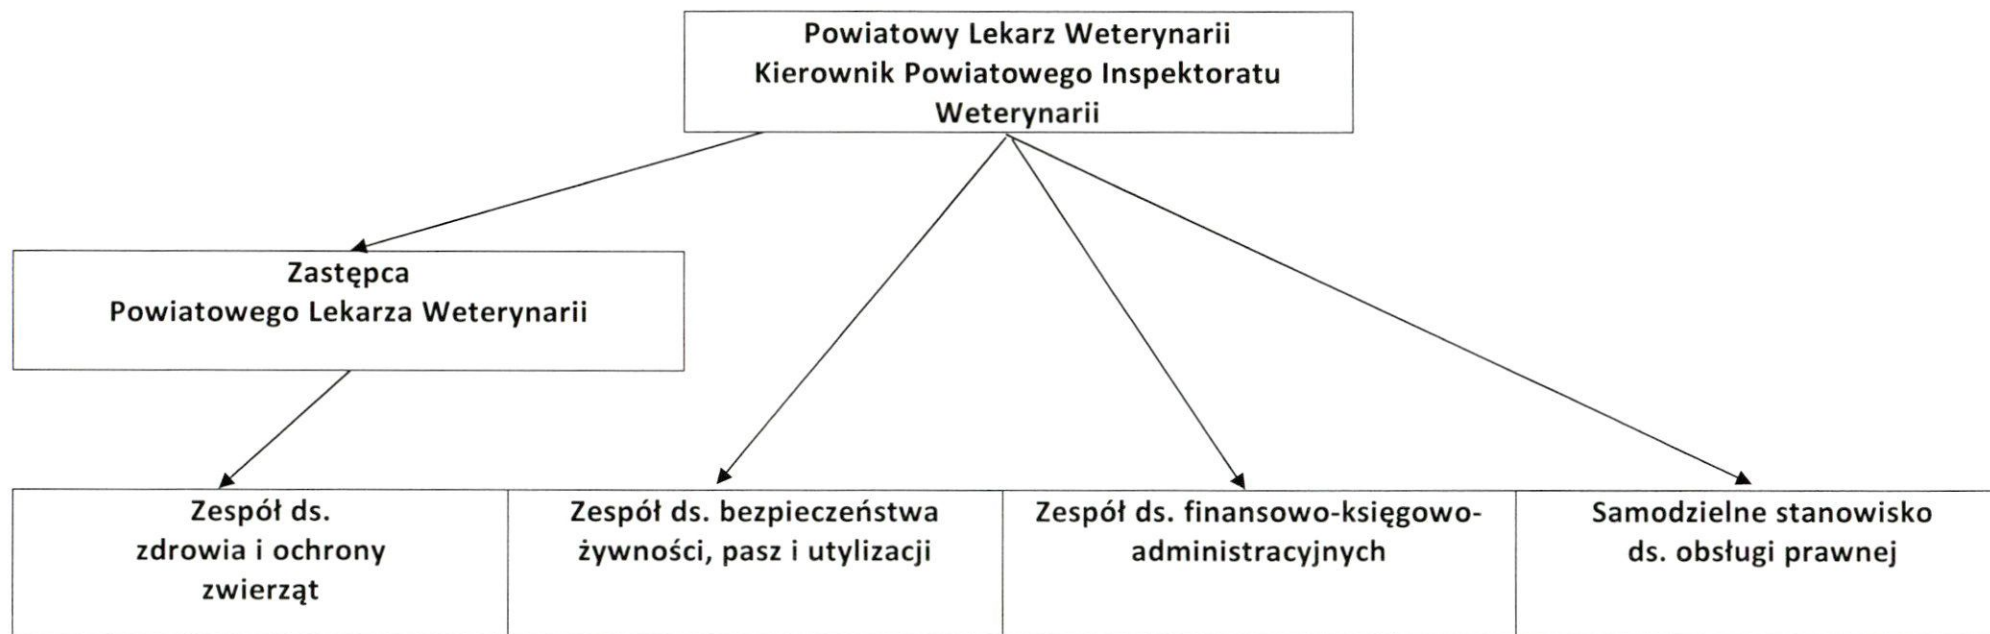 Powiatowy Lekarz Weterynarii
Kierownik Powiatowego Inspektoratu
Weterynarii
Zastępca
Powiatowego Lekarza Weterynarii
Zespół ds.
zdrowia i ochrony
zwierząt
Zespół ds. bezpieczeństwa
żywności, pasz i utylizacji
Zespół ds. finansowo-księgowo-
administracyjnych
Samodzielne stanowisko
ds. obsługi prawnej